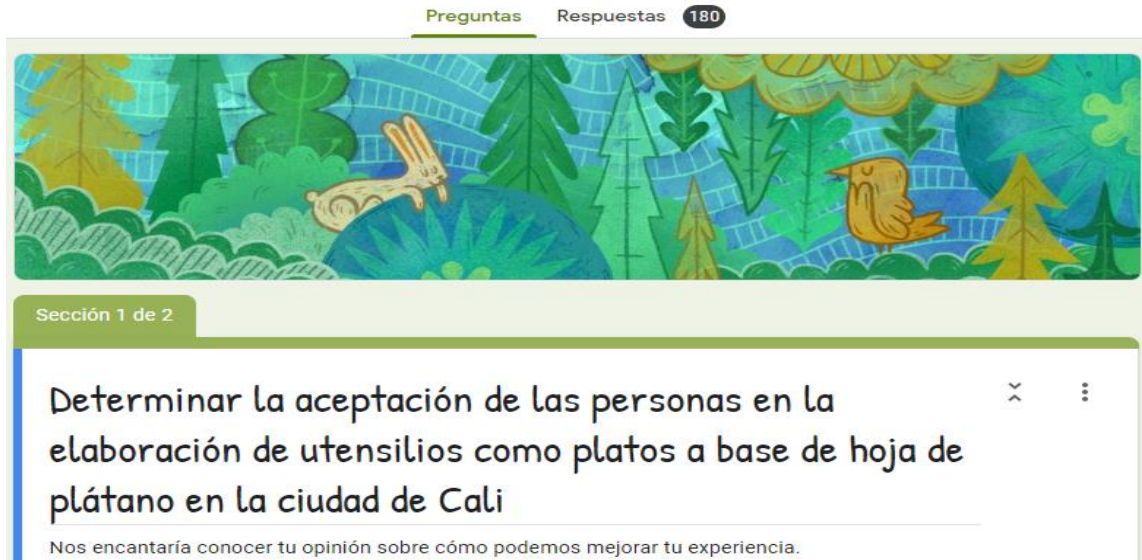 Preguntas Respuestas 180
Sección 1 de 2
Determinar la aceptación de las personas en la
elaboración de utensilios como platos a base de hoja de
plátano en la ciudad de Cali
Nos encantaría conocer tu opinión sobre cómo podemos mejorar tu experiencia.